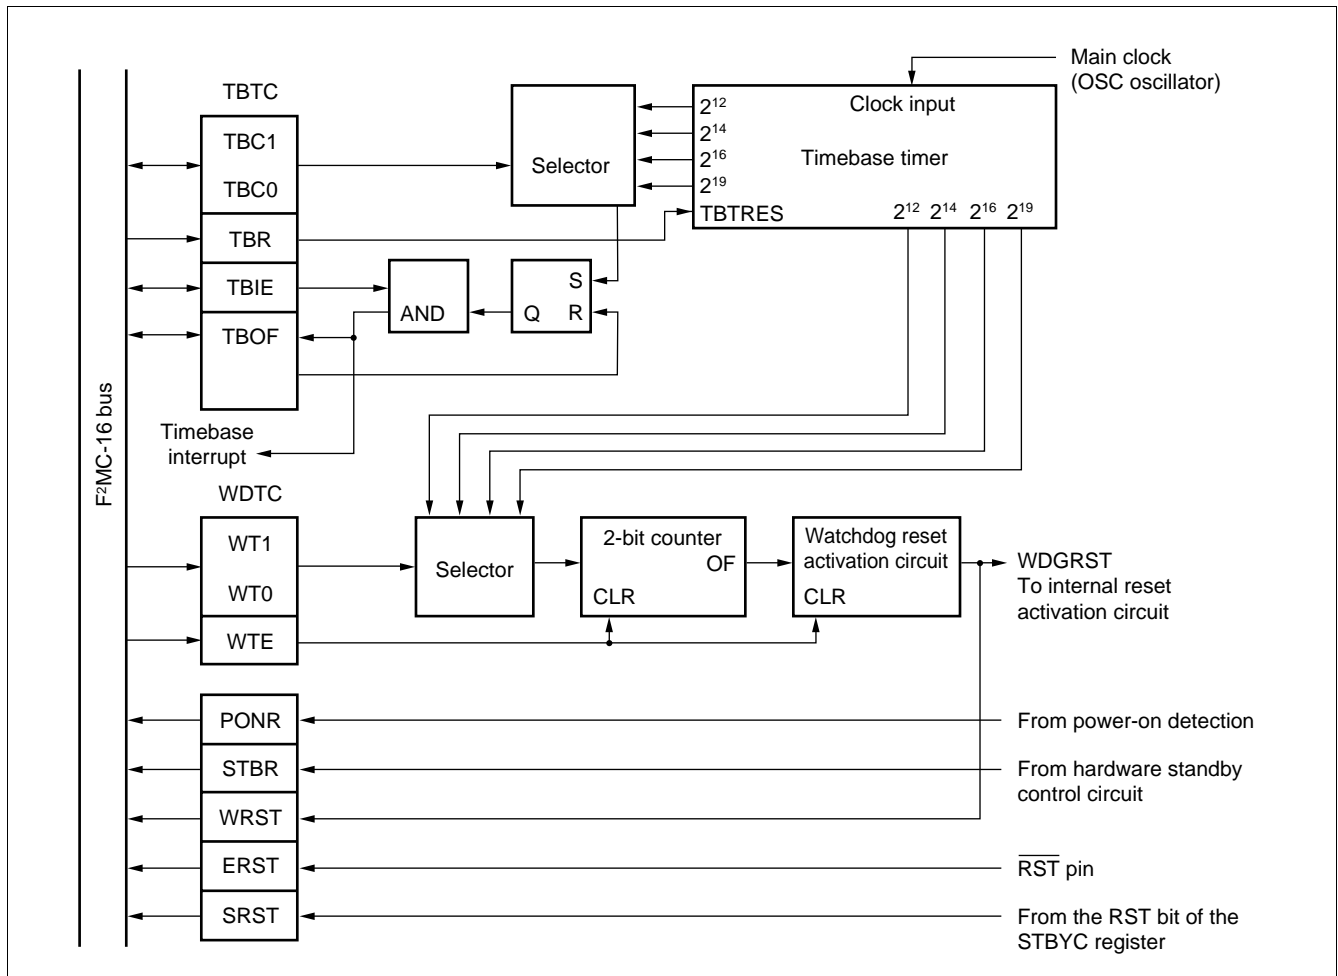 Main clock
(OSC oscillator)
TBTC
TBC1
TBC0
TBR
TBIE
TBOF
Selector
2¹²
2¹⁴
2¹⁶
2¹⁹
Clock input
Timebase timer
TBTRES
2¹² 2¹⁴ 2¹⁶ 2¹⁹
AND
S
Q R
F²MC-16 bus
Timebase
interrupt
WDTC
WT1
WT0
WTE
Selector
2-bit counter
OF
CLR
Watchdog reset
activation circuit
CLR
WDGRST
To internal reset
activation circuit
PONR
From power-on detection
STBR
From hardware standby
control circuit
WRST
ERST
R̅S̅T̅ pin
SRST
From the RST bit of the
STBYC register